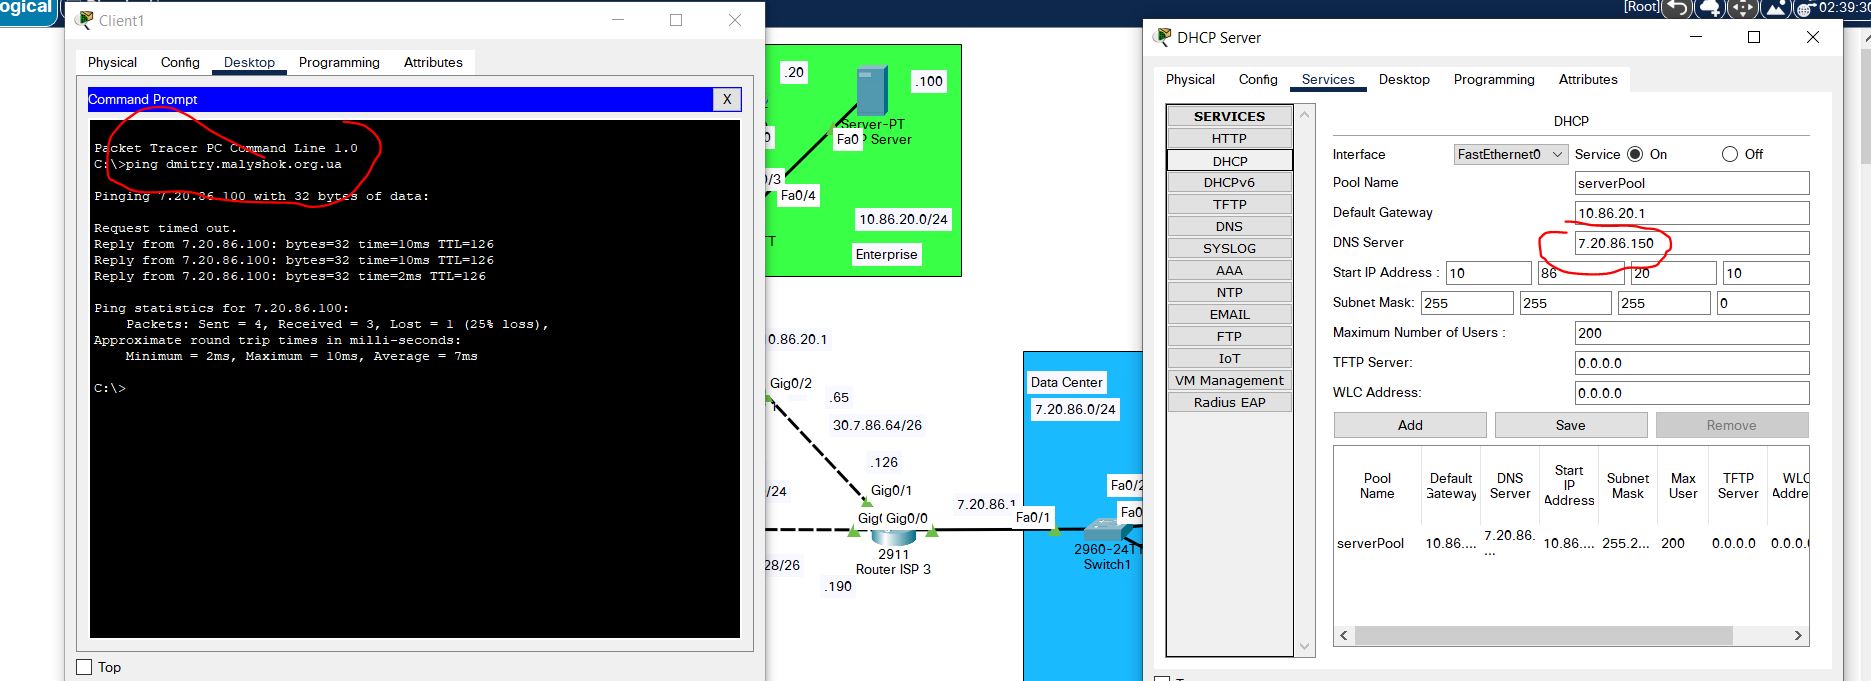 ogical
[Root]
02:39:30
Client1
Physical Config Desktop Programming Attributes
Command Prompt X
Packet Tracer PC Command Line 1.0
C:\>ping dmitry.malyshok.org.ua
Pinging 7.20.86.100 with 32 bytes of data:
Request timed out.
Reply from 7.20.86.100: bytes=32 time=10ms TTL=126
Reply from 7.20.86.100: bytes=32 time=10ms TTL=126
Reply from 7.20.86.100: bytes=32 time=2ms TTL=126
Ping statistics for 7.20.86.100:
Packets: Sent = 4, Received = 3, Lost = 1 (25% loss),
Approximate round trip times in milli-seconds:
Minimum = 2ms, Maximum = 10ms, Average = 7ms
C:\>
Top
.20
.100
Server-PT
P Server
Fa0
0/3
Fa0/4
10.86.20.0/24
Enterprise
0.86.20.1
Gig0/2
.65
30.7.86.64/26
.126
Gig0/1
/24
Gig0/0
7.20.86.1
Fa0/1
2911
Router ISP 3
28/26
.190
Data Center
7.20.86.0/24
Fa0/2
Fa0
2960-24TT
Switch1
DHCP Server
Physical Config Services Desktop Programming Attributes
SERVICES
HTTP
DHCP
DHCPv6
TFTP
DNS
SYSLOG
AAA
NTP
EMAIL
FTP
IoT
VM Management
Radius EAP
DHCP
Interface FastEthernet0 Service On Off
Pool Name serverPool
Default Gateway 10.86.20.1
DNS Server 7.20.86.150
Start IP Address : 10 86 20 10
Subnet Mask: 255 255 255 0
Maximum Number of Users : 200
TFTP Server: 0.0.0.0
WLC Address: 0.0.0.0
Add Save Remove
Pool Name Default Gateway DNS Server Start IP Address Subnet Mask Max User TFTP Server WLC Addre
serverPool 10.86.... 7.20.86. ... 10.86.... 255.2... 200 0.0.0.0 0.0.0.0